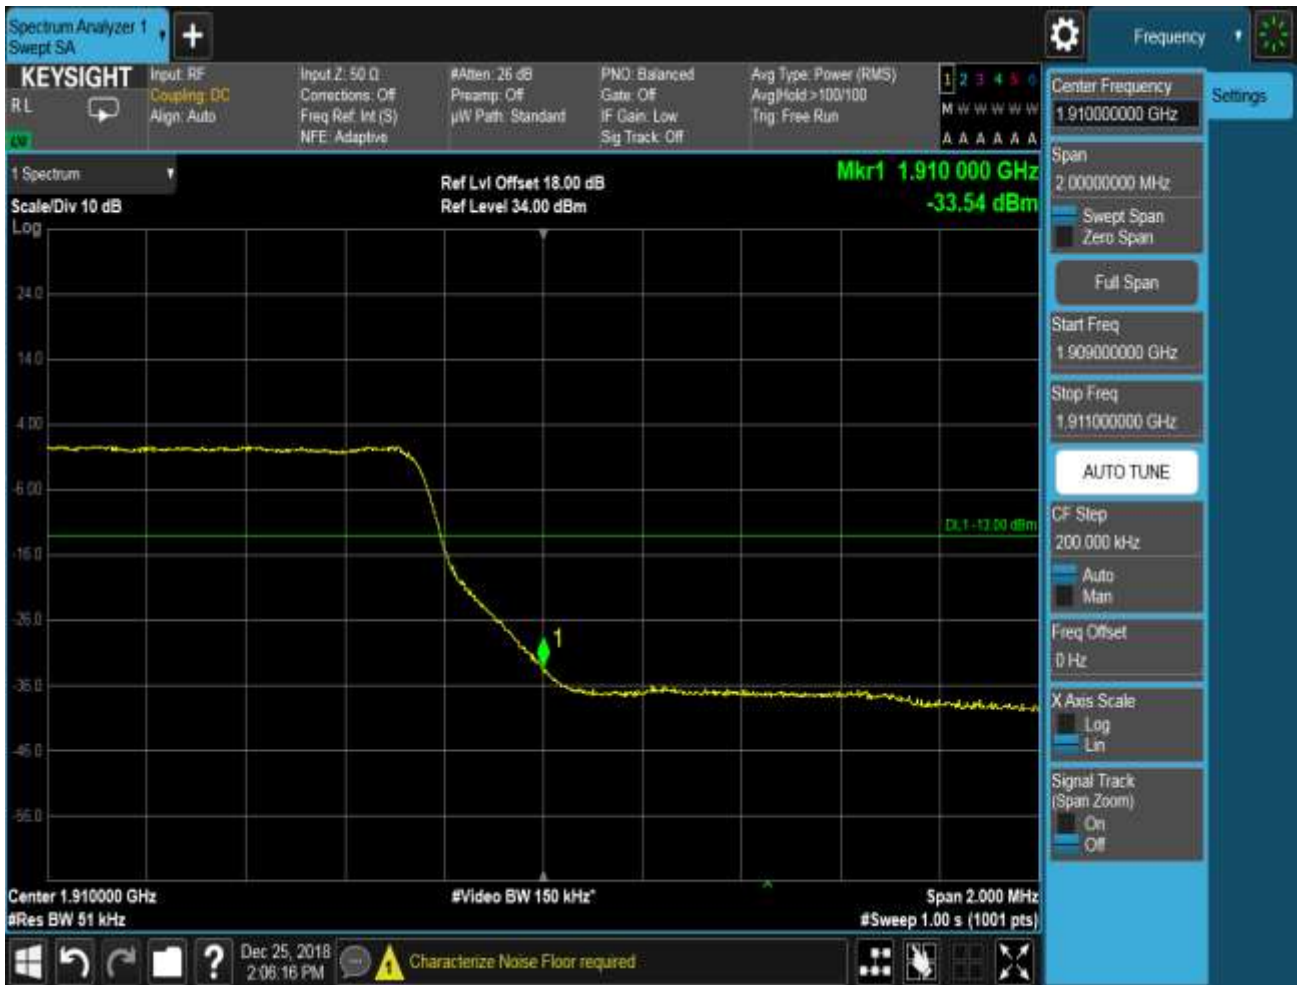 Spectrum Analyzer 1
Swept SA
+
Frequency
KEYSIGHT
R L
Input: RF
Coupling: DC
Align: Auto
Input Z: 50 Ω
Corrections: Off
Freq Ref: Int (S)
NFE: Adaptive
#Atten: 26 dB
Preamp: Off
µW Path: Standard
PNO: Balanced
Gate: Off
IF Gain: Low
Sig Track: Off
Avg Type: Power (RMS)
Avg|Hold:>100/100
Trig: Free Run
1 2 3 4 5 6
M W W W W W
A A A A A A
1 Spectrum
Scale/Div 10 dB
Log
Ref Lvl Offset 18.00 dB
Ref Level 34.00 dBm
Mkr1 1.910 000 GHz
-33.54 dBm
24.0
14.0
4.00
-6.00
-16.0
-26.0
-36.0
-46.0
-56.0
DL1 -13.00 dBm
1
Center 1.910000 GHz
#Res BW 51 kHz
#Video BW 150 kHz*
Span 2.000 MHz
#Sweep 1.00 s (1001 pts)
Center Frequency
1.910000000 GHz
Settings
Span
2.00000000 MHz
Swept Span
Zero Span
Full Span
Start Freq
1.909000000 GHz
Stop Freq
1.911000000 GHz
AUTO TUNE
CF Step
200.000 kHz
Auto
Man
Freq Offset
0 Hz
X Axis Scale
Log
Lin
Signal Track
(Span Zoom)
On
Off
?
Dec 25, 2018
2:06:16 PM
Characterize Noise Floor required